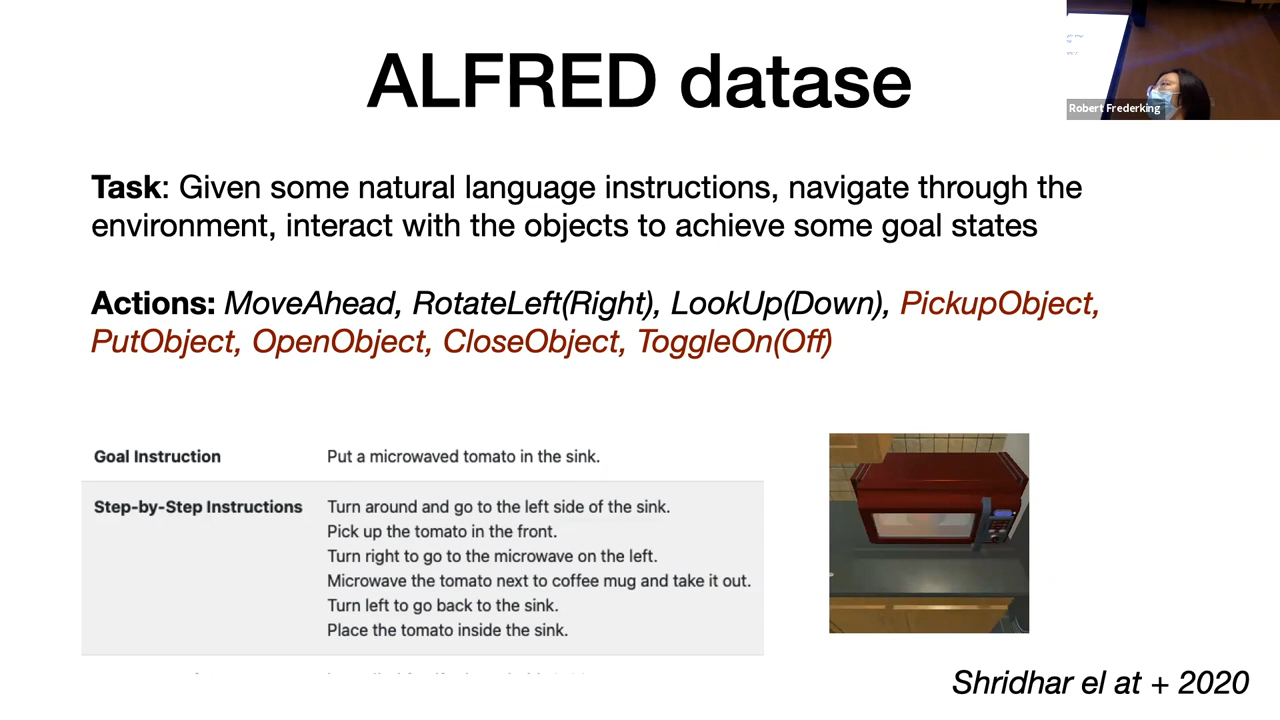 ALFRED datase
Robert Frederking
Task: Given some natural language instructions, navigate through the
environment, interact with the objects to achieve some goal states
Actions: MoveAhead, RotateLeft(Right), LookUp(Down), PickupObject,
PutObject, OpenObject, CloseObject, ToggleOn(Off)
Goal Instruction Put a microwaved tomato in the sink.
Step-by-Step Instructions Turn around and go to the left side of the sink.
Pick up the tomato in the front.
Turn right to go to the microwave on the left.
Microwave the tomato next to coffee mug and take it out.
Turn left to go back to the sink.
Place the tomato inside the sink.
Shridhar el at + 2020